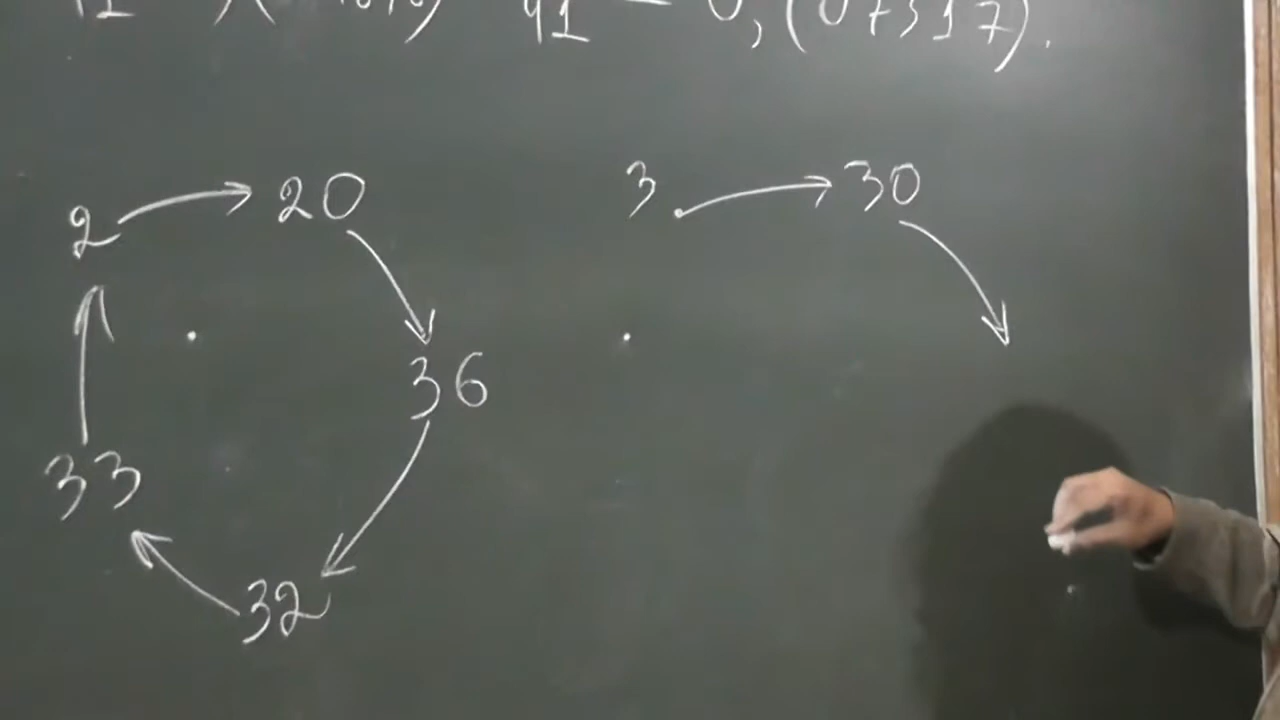 41 = 0,(07317).
2 → 20 3 → 30
36
33
32